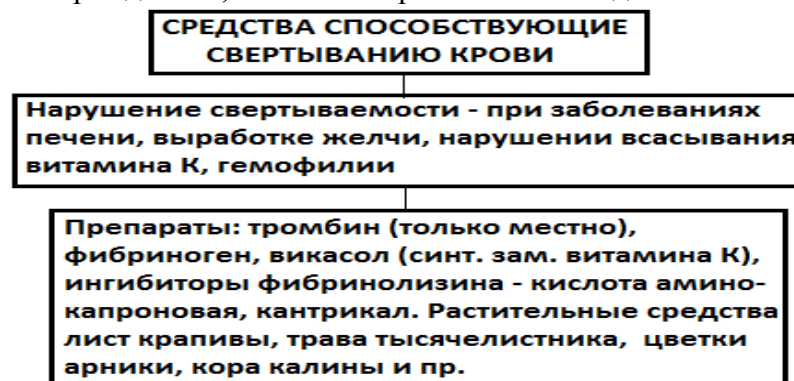 СРЕДСТВА СПОСОБСТВУЮЩИЕ
СВЕРТЫВАНИЮ КРОВИ
Нарушение свертываемости - при заболеваниях
печени, выработке желчи, нарушении всасывания
витамина К, гемофилии
Препараты: тромбин (только местно),
фибриноген, викасол (синт. зам. витамина К),
ингибиторы фибринолизина - кислота амино-
капроновая, кантрикал. Растительные средства
лист крапивы, трава тысячелистника, цветки
арники, кора калины и пр.